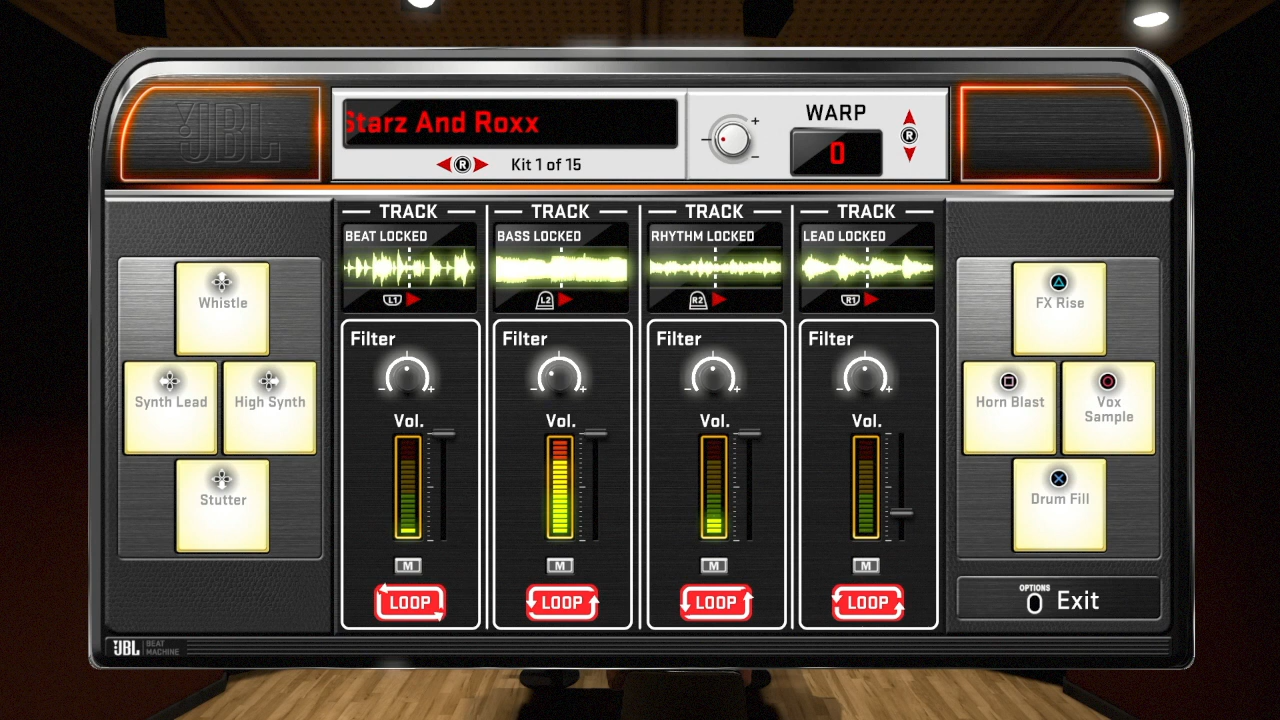 JBL
Starz And Roxx
R
Kit 1 of 15
+
−
−
WARP
0
R
TRACK
BEAT LOCKED
L1
Filter
− +
Vol.
M
LOOP
TRACK
BASS LOCKED
L2
Filter
− +
Vol.
M
LOOP
TRACK
RHYTHM LOCKED
R2
Filter
− +
Vol.
M
LOOP
TRACK
LEAD LOCKED
R1
Filter
− +
Vol.
M
LOOP
Whistle
Synth Lead
High Synth
Stutter
FX Rise
Horn Blast
Vox
Sample
Drum Fill
OPTIONS
Exit
JBL
BEAT
MACHINE